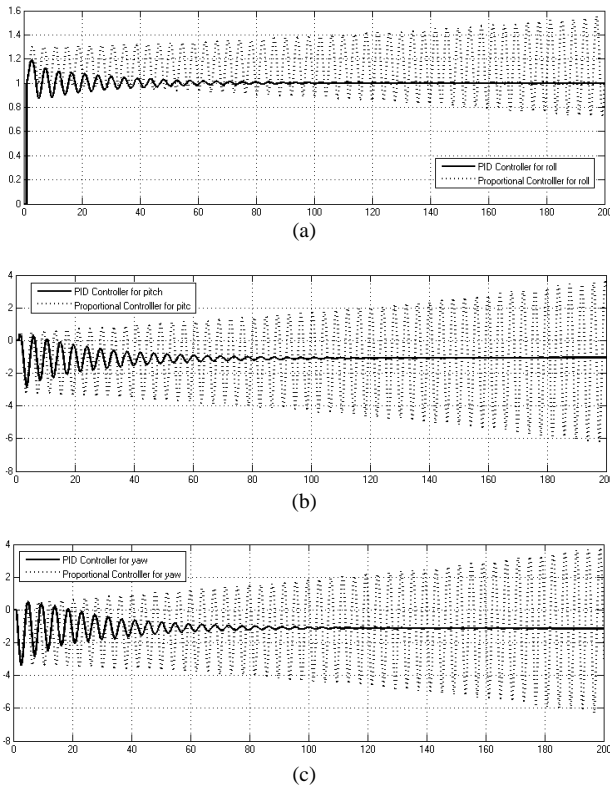 1.6
1.4
1.2
1
0.8
0.6
0.4
0.2
0
PID Controller for roll
Proportional Controlller for roll
0 20 40 60 80 100 120 140 160 180 200
(a)
4
2
0
-2
-4
-6
-8
PID Controller for pitch
Proportional Controlller for pitc
0 20 40 60 80 100 120 140 160 180 200
(b)
4
2
0
-2
-4
-6
-8
PID Controller for yaw
Proportional Controlller for yaw
0 20 40 60 80 100 120 140 160 180 200
(c)